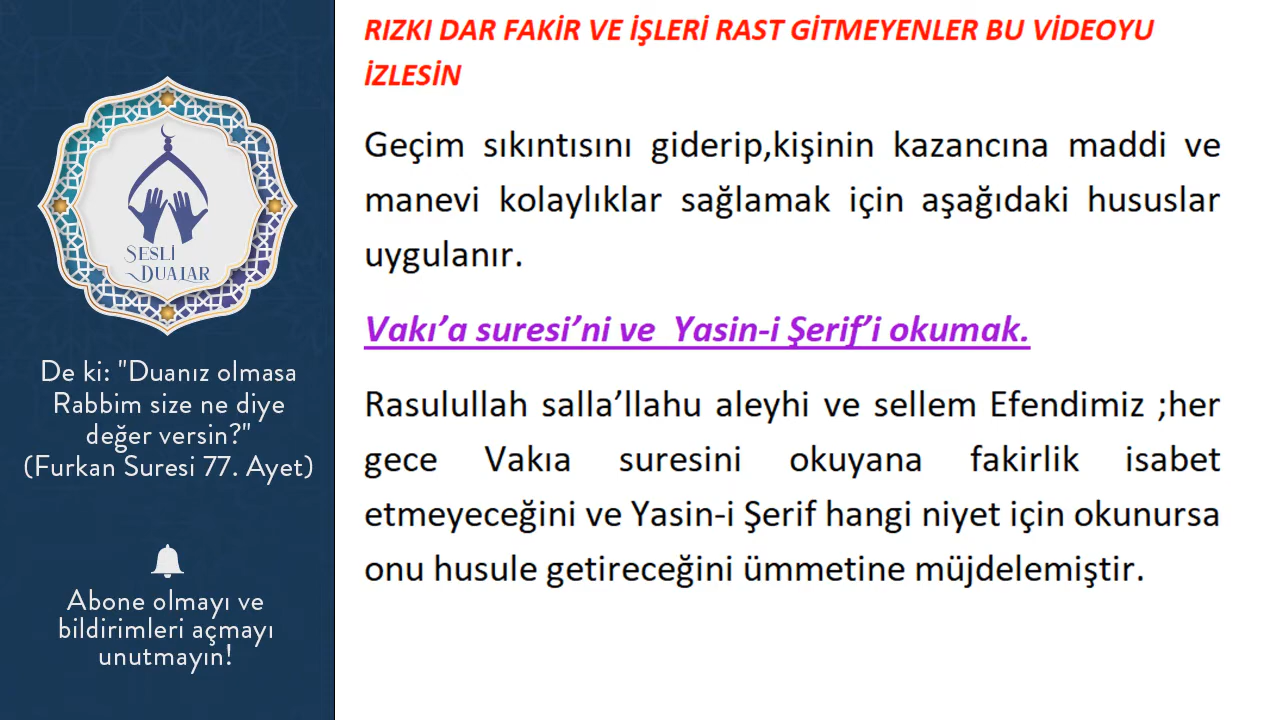 SESLİ
DUALAR
De ki: "Duanız olmasa
Rabbim size ne diye
değer versin?"
(Furkan Suresi 77. Ayet)
Abone olmayı ve
bildirimleri açmayı
unutmayın!
RIZKI DAR FAKİR VE İŞLERİ RAST GİTMEYENLER BU VİDEOYU
İZLESİN
Geçim sıkıntısını giderip,kişinin kazancına maddi ve
manevi kolaylıklar sağlamak için aşağıdaki hususlar
uygulanır.
Vakı’a suresi’ni ve Yasin-i Şerif’i okumak.
Rasulullah salla’llahu aleyhi ve sellem Efendimiz ;her
gece Vakıa suresini okuyana fakirlik isabet
etmeyeceğini ve Yasin-i Şerif hangi niyet için okunursa
onu husule getireceğini ümmetine müjdelemiştir.